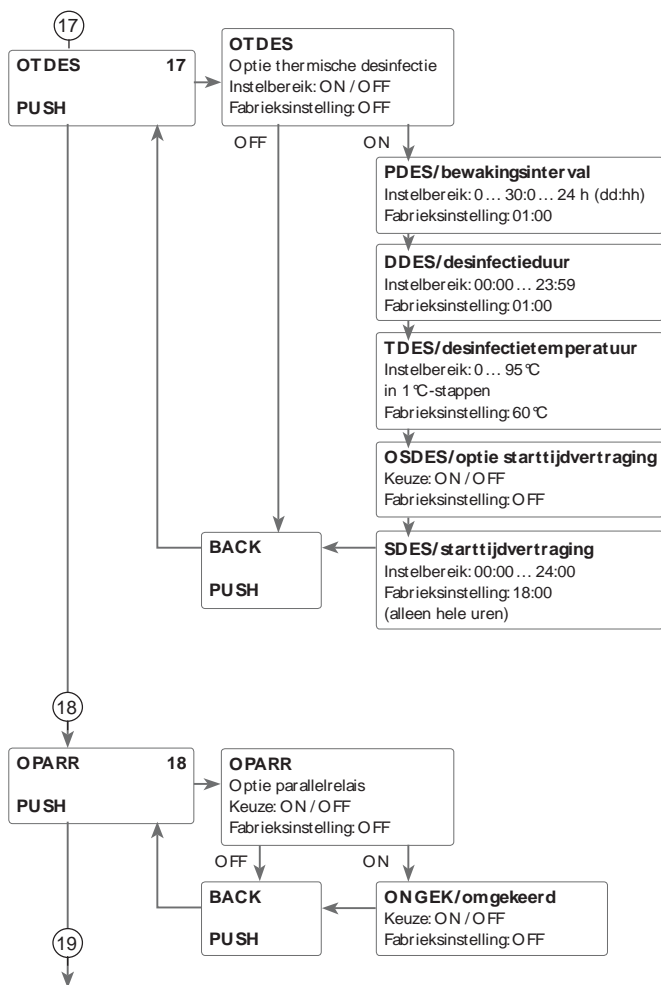 17
OTDES 17
PUSH
OTDES
Optie thermische desinfectie
Instelbereik: ON / OFF
Fabrieksinstelling: OFF
OFF
ON
PDES/bewakingsinterval
Instelbereik: 0 … 30:0 … 24 h (dd:hh)
Fabrieksinstelling: 01:00
DDES/desinfectieduur
Instelbereik: 00:00 … 23:59
Fabrieksinstelling: 01:00
TDES/desinfectietemperatuur
Instelbereik: 0 … 95 °C
in 1 °C-stappen
Fabrieksinstelling: 60 °C
OSDES/optie starttijdvertraging
Keuze: ON / OFF
Fabrieksinstelling: OFF
BACK
PUSH
SDES/starttijdvertraging
Instelbereik: 00:00 … 24:00
Fabrieksinstelling: 18:00
(alleen hele uren)
18
OPARR 18
PUSH
OPARR
Optie parallelrelais
Keuze: ON / OFF
Fabrieksinstelling: OFF
OFF
ON
BACK
PUSH
ONGEK/omgekeerd
Keuze: ON / OFF
Fabrieksinstelling: OFF
19